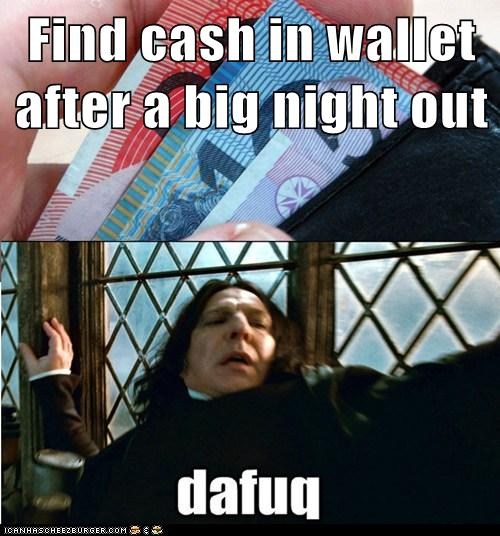 Find cash in wallet
after a big night out
dafuq
ICANHASCHEEZBURGER.COM